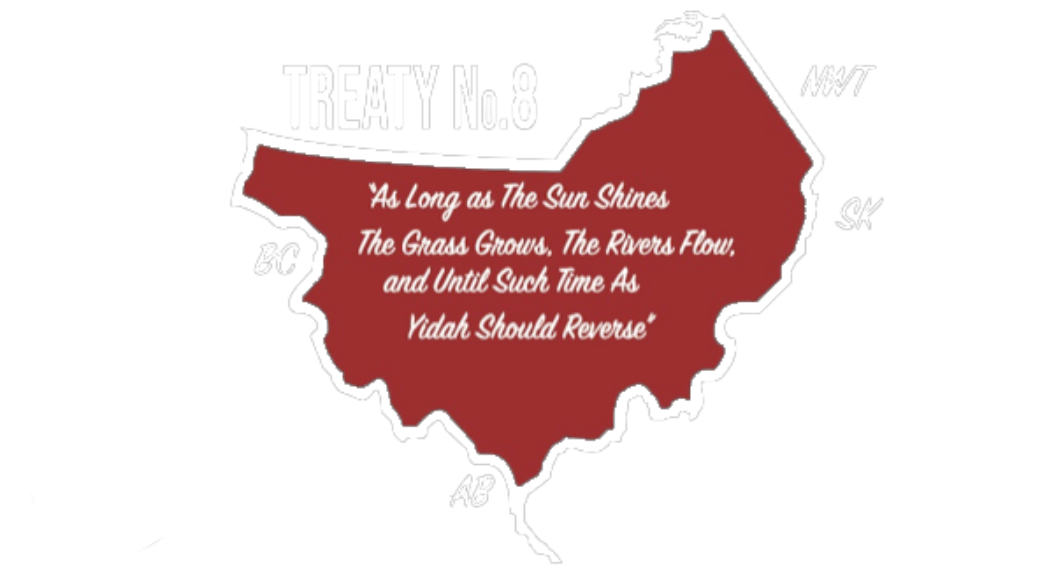 TREATY No.8
NWT
"As Long as The Sun Shines
SK
The Grass Grows, The Rivers Flow,
BC
and Until Such Time As
Yidah Should Reverse"
AB